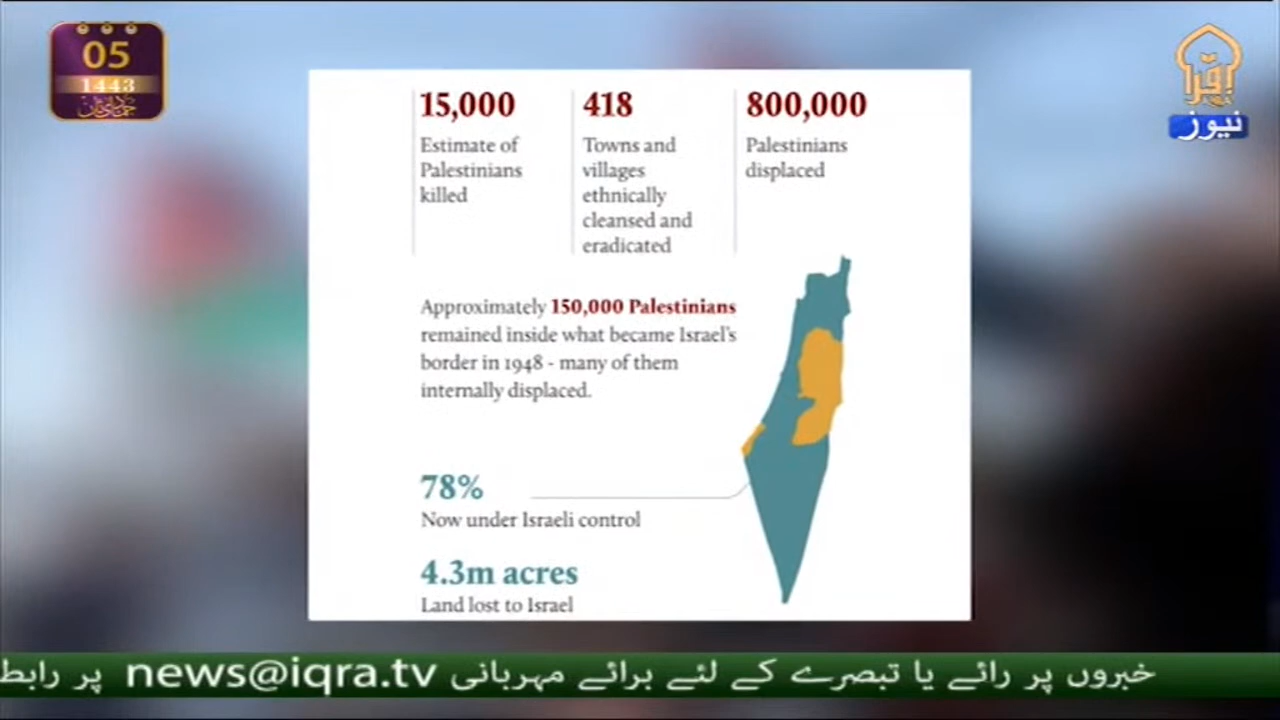 05
1443
اقرأ
IQRA
نیوز
15,000
Estimate of
Palestinians
killed
418
Towns and
villages
ethnically
cleansed and
eradicated
800,000
Palestinians
displaced
Approximately 150,000 Palestinians
remained inside what became Israel's
border in 1948 - many of them
internally displaced.
78%
Now under Israeli control
4.3m acres
Land lost to Israel
خبروں پر رائے یا تبصرے کے لئے برائے مہربانی news@iqra.tv پر رابط